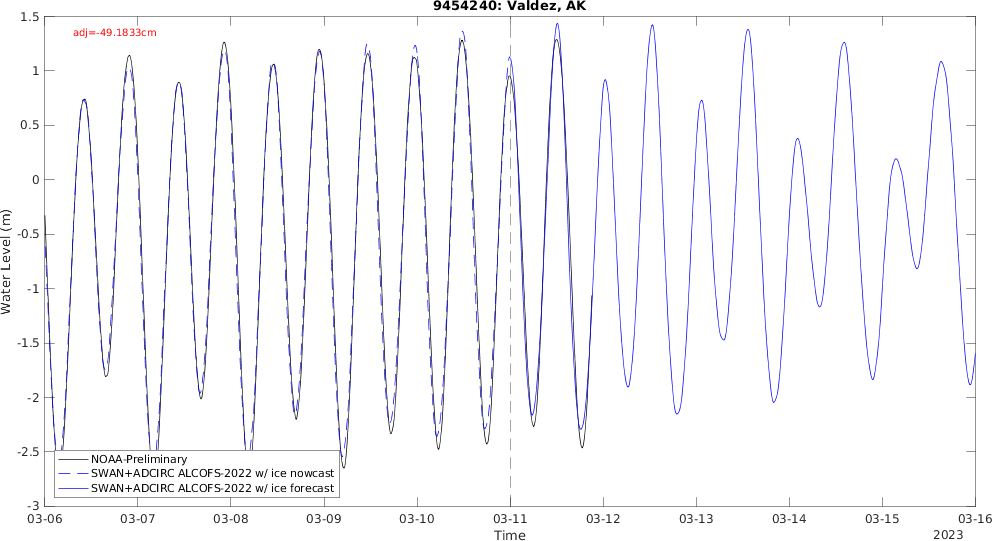 9454240: Valdez, AK
adj=-49.1833cm
Water Level (m)
1.5
1
0.5
0
-0.5
-1
-1.5
-2
-2.5
-3
NOAA-Preliminary
SWAN+ADCIRC ALCOFS-2022 w/ ice nowcast
SWAN+ADCIRC ALCOFS-2022 w/ ice forecast
03-06 03-07 03-08 03-09 03-10 03-11 03-12 03-13 03-14 03-15 03-16
Time
2023